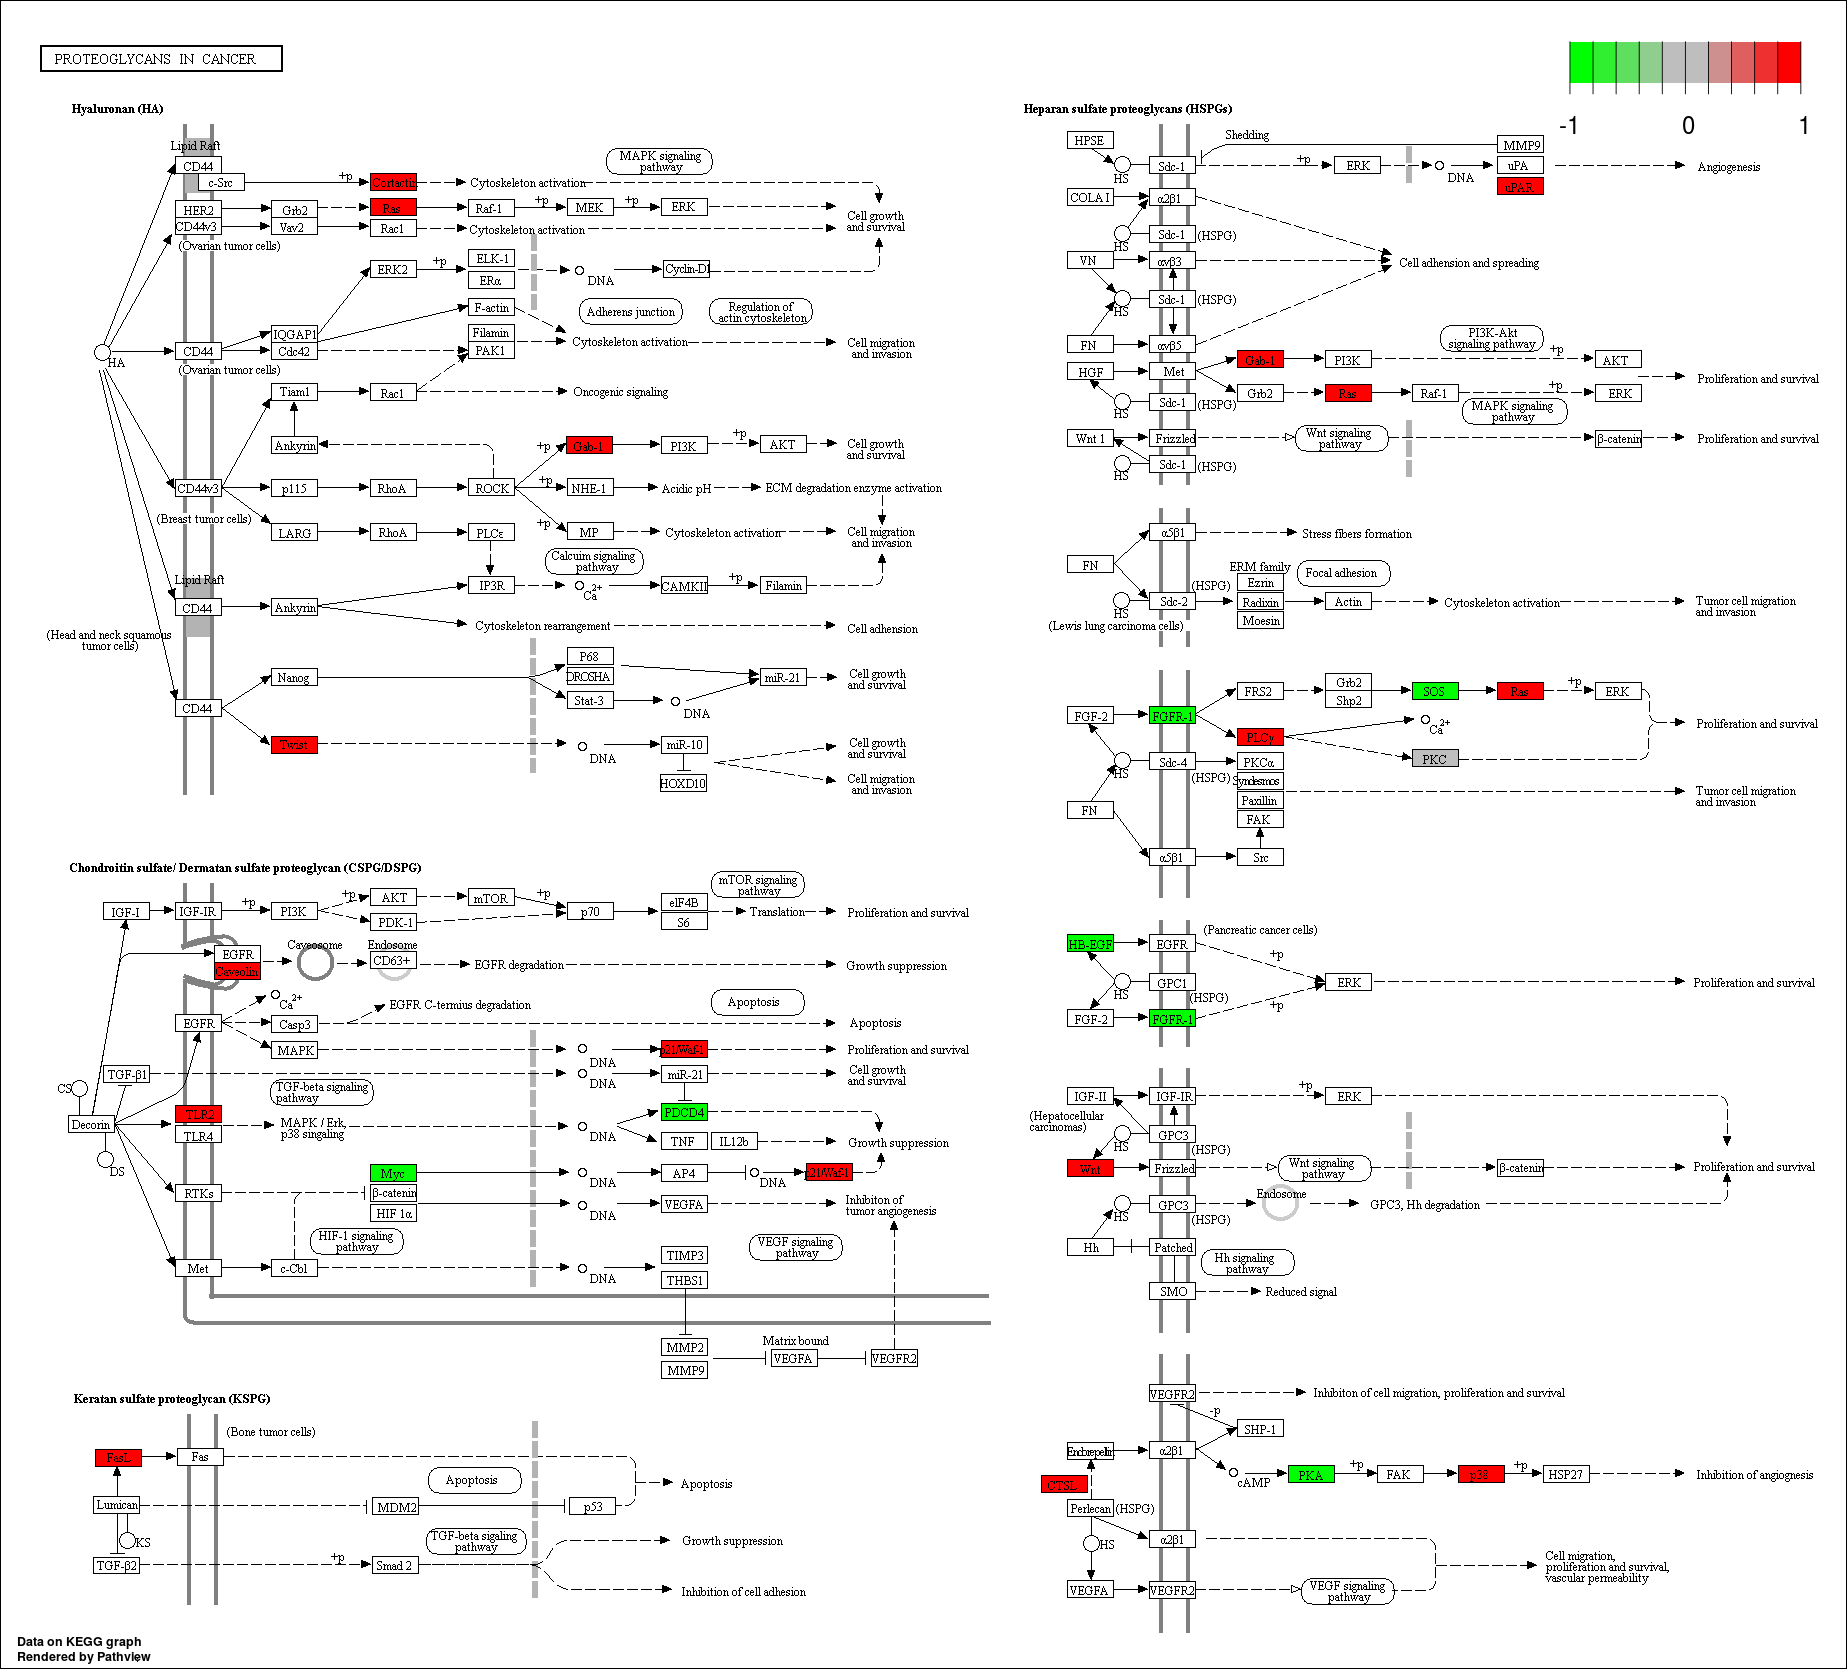 PROTEOGLYCANS IN CANCER
-1 0 1
Hyaluronan (HA)
Lipid Raft
CD44
c-Src
+p
Cortactin
Cytoskeleton activation
MAPK signaling
pathway
HER2
Grb2
Ras
Raf-1
+p
MEK
+p
ERK
Cell growth
and survival
CD44v3
Vav2
Rac1
Cytoskeleton activation
(Ovarian tumor cells)
ERK2
+p
ELK-1
ERα
DNA
Cyclin-D1
F-actin
Adherens junction
Regulation of
actin cytoskeleton
HA
CD44
IQGAP1
Cdc42
Filamin
PAK1
Cytoskeleton activation
Cell migration
and invasion
(Ovarian tumor cells)
Tiam1
Rac1
Oncogenic signaling
Ankyrin
+p
Gab-1
PI3K
+p
AKT
Cell growth
and survival
CD44v3
p115
RhoA
ROCK
+p
NHE-1
Acidic pH
ECM degradation enzyme activation
(Breast tumor cells)
LARG
RhoA
PLCε
+p
MP
Cytoskeleton activation
Cell migration
and invasion
Calcuim signaling
pathway
Lipid Raft
CD44
Ankyrin
IP3R
Ca2+
CAMKII
+p
Filamin
(Head and neck squamous
tumor cells)
Cytoskeleton rearrangement
Cell adhesion
Nanog
P68
DROSHA
Stat-3
DNA
miR-21
Cell growth
and survival
CD44
Twist
DNA
miR-10
HOXD10
Cell growth
and survival
Cell migration
and invasion
Chondroitin sulfate/ Dermatan sulfate proteoglycan (CSPG/DSPG)
IGF-I
IGF-IR
+p
PI3K
+p
AKT
PDK-1
mTOR
+p
p70
eIF4B
S6
mTOR signaling
pathway
Translation
Proliferation and survival
EGFR
Caveolin
Caveosome
Endosome
CD63+
EGFR degradation
Growth suppression
Ca2+
EGFR C-termius degradation
Apoptosis
EGFR
Casp3
Apoptosis
MAPK
DNA
p21/Waf-1
Proliferation and survival
TGF-β1
DNA
miR-21
Cell growth
and survival
CS
Decorin
DS
TGF-beta signaling
pathway
TLR2
TLR4
MAPK / Erk,
p38 singaling
DNA
PDCD4
TNF
IL12b
Growth suppression
Myc
DNA
AP4
DNA
p21/Waf-1
RTKs
β-catenin
HIF 1α
DNA
VEGFA
Inhibiton of
tumor angiogenesis
HIF-1 signaling
pathway
Met
c-Cbl
DNA
TIMP3
THBS1
VEGF signaling
pathway
MMP2
MMP9
Matrix bound
VEGFA
VEGFR2
Keratan sulfate proteoglycan (KSPG)
(Bone tumor cells)
FasL
Fas
Apoptosis
Apoptosis
Lumican
MDM2
p53
KS
TGF-β2
+p
Smad 2
TGF-beta sigaling
pathway
Growth suppression
Inhibition of cell adhesion
Data on KEGG graph
Rendered by Pathview
Heparan sulfate proteoglycans (HSPGs)
HPSE
HS
Sdc-1
Shedding
+p
ERK
DNA
MMP9
uPA
uPAR
Angiogenesis
COLA1
α2β1
HS
Sdc-1
(HSPG)
VN
αvβ3
Cell adhesion and spreading
HS
Sdc-1
(HSPG)
FN
αvβ5
Gab-1
PI3K
PI3K-Akt
signaling pathway
+p
AKT
HGF
Met
Grb2
Ras
Raf-1
+p
ERK
Proliferation and survival
HS
Sdc-1
(HSPG)
MAPK signaling
pathway
Wnt 1
Frizzled
Wnt signaling
pathway
β-catenin
Proliferation and survival
HS
Sdc-1
(HSPG)
α5β1
Stress fibers formation
FN
(HSPG)
ERM family
Ezrin
Radixin
Moesin
Focal adhesion
HS
Sdc-2
Actin
Cytoskeleton activation
Tumor cell migration
and invasion
(Lewis lung carcinoma cells)
FRS2
Grb2
Shp2
SOS
Ras
+p
ERK
FGF-2
FGFR-1
PLCγ
Ca2+
PKC
Proliferation and survival
HS
Sdc-4
(HSPG)
PKCα
Syndesmos
Paxillin
FAK
Tumor cell migration
and invasion
FN
α5β1
Src
(Pancreatic cancer cells)
HB-EGF
EGFR
+p
HS
GPC1
(HSPG)
ERK
Proliferation and survival
FGF-2
FGFR-1
+p
IGF-II
IGF-IR
+p
ERK
(Hepatocellular
carcinomas)
HS
GPC3
(HSPG)
Wnt
Frizzled
Wnt signaling
pathway
β-catenin
Proliferation and survival
HS
GPC3
(HSPG)
Endosome
GPC3, Hh degradation
Hh
Patched
Hh signaling
pathway
SMO
Reduced signal
VEGFR2
Inhibiton of cell migration, proliferation and survival
-p
SHP-1
Endorepelin
α2β1
cAMP
PKA
+p
FAK
p38
+p
HSP27
Inhibition of angiognesis
CTSL
Perlecan
(HSPG)
HS
α2β1
Cell migration,
proliferation and survival,
vascular permeability
VEGFA
VEGFR2
VEGF signaling
pathway